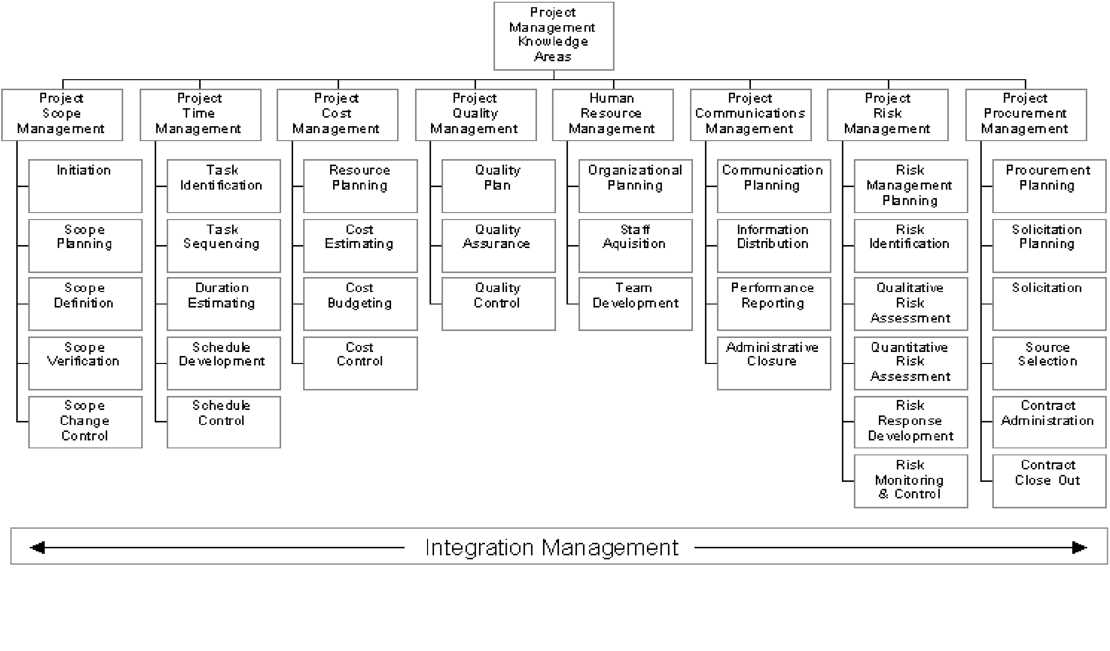 Project
Management
Knowledge
Areas
Project
Scope
Management
Project
Time
Management
Project
Cost
Management
Project
Quality
Management
Human
Resource
Management
Project
Communications
Management
Project
Risk
Management
Project
Procurement
Management
Initiation
Scope
Planning
Scope
Definition
Scope
Verification
Scope
Change
Control
Task
Identification
Task
Sequencing
Duration
Estimating
Schedule
Development
Schedule
Control
Resource
Planning
Cost
Estimating
Cost
Budgeting
Cost
Control
Quality
Plan
Quality
Assurance
Quality
Control
Organizational
Planning
Staff
Aquisition
Team
Development
Communication
Planning
Information
Distribution
Performance
Reporting
Administrative
Closure
Risk
Management
Planning
Risk
Identification
Qualitative
Risk
Assessment
Quantitative
Risk
Assessment
Risk
Response
Development
Risk
Monitoring
& Control
Procurement
Planning
Solicitation
Planning
Solicitation
Source
Selection
Contract
Administration
Contract
Close Out
Integration Management